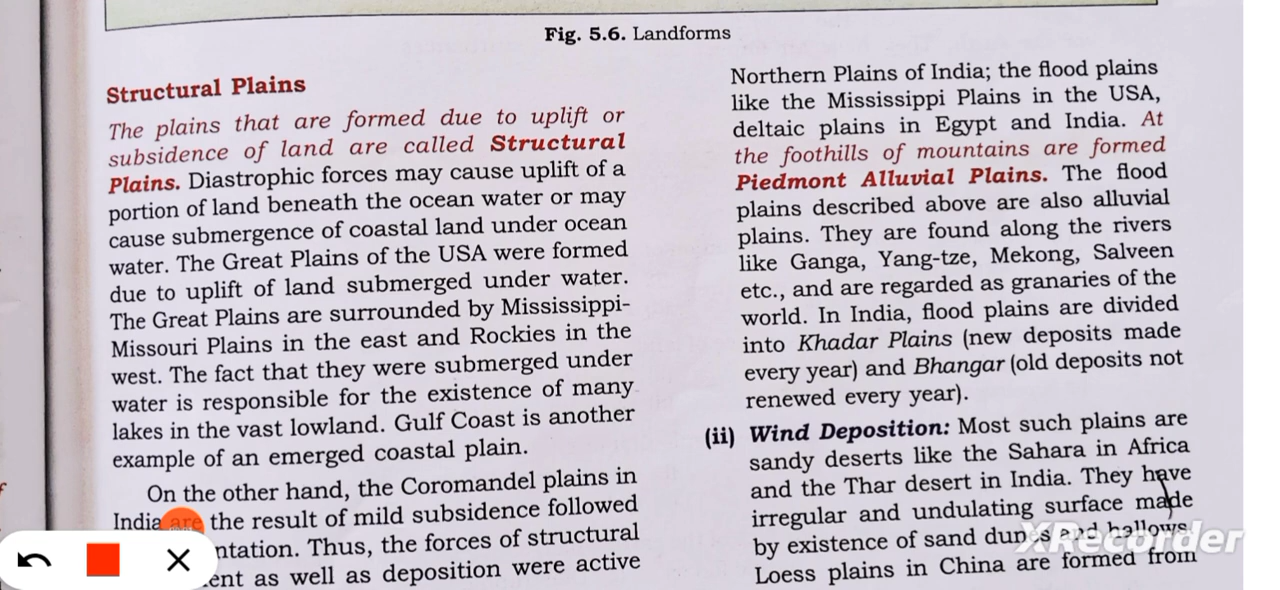 Fig. 5.6. Landforms
Structural Plains
The plains that are formed due to uplift or
subsidence of land are called Structural
Plains. Diastrophic forces may cause uplift of a
portion of land beneath the ocean water or may
cause submergence of coastal land under ocean
water. The Great Plains of the USA were formed
due to uplift of land submerged under water.
The Great Plains are surrounded by Mississippi-
Missouri Plains in the east and Rockies in the
west. The fact that they were submerged under
water is responsible for the existence of many
lakes in the vast lowland. Gulf Coast is another
example of an emerged coastal plain.
On the other hand, the Coromandel plains in
India are the result of mild subsidence followed
ntation. Thus, the forces of structural
ent as well as deposition were active
Northern Plains of India; the flood plains
like the Mississippi Plains in the USA,
deltaic plains in Egypt and India. At
the foothills of mountains are formed
Piedmont Alluvial Plains. The flood
plains described above are also alluvial
plains. They are found along the rivers
like Ganga, Yang-tze, Mekong, Salveen
etc., and are regarded as granaries of the
world. In India, flood plains are divided
into Khadar Plains (new deposits made
every year) and Bhangar (old deposits not
renewed every year).
(ii) Wind Deposition: Most such plains are
sandy deserts like the Sahara in Africa
and the Thar desert in India. They have
irregular and undulating surface made
by existence of sand dunes and hallows.
Loess plains in China are formed from
XRecorder